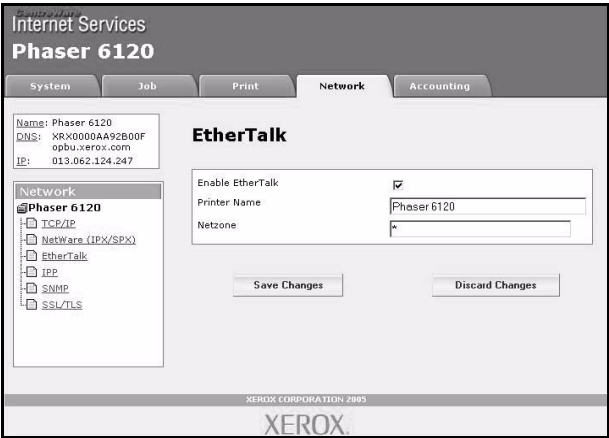 CentreWare
Internet Services
Phaser 6120
System Job Print Network Accounting
Name: Phaser 6120
DNS: XRX0000AA92B00F
opbu.xerox.com
IP: 013.062.124.247
Network
Phaser 6120
TCP/IP
NetWare (IPX/SPX)
EtherTalk
IPP
SNMP
SSL/TLS
EtherTalk
Enable EtherTalk
Printer Name Phaser 6120
Netzone *
Save Changes Discard Changes
XEROX CORPORATION 2005
XEROX.